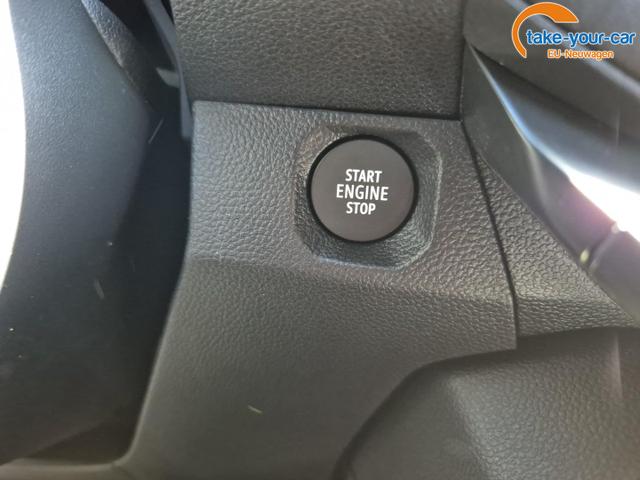 take-your-car
EU-Neuwagen
START
ENGINE
STOP